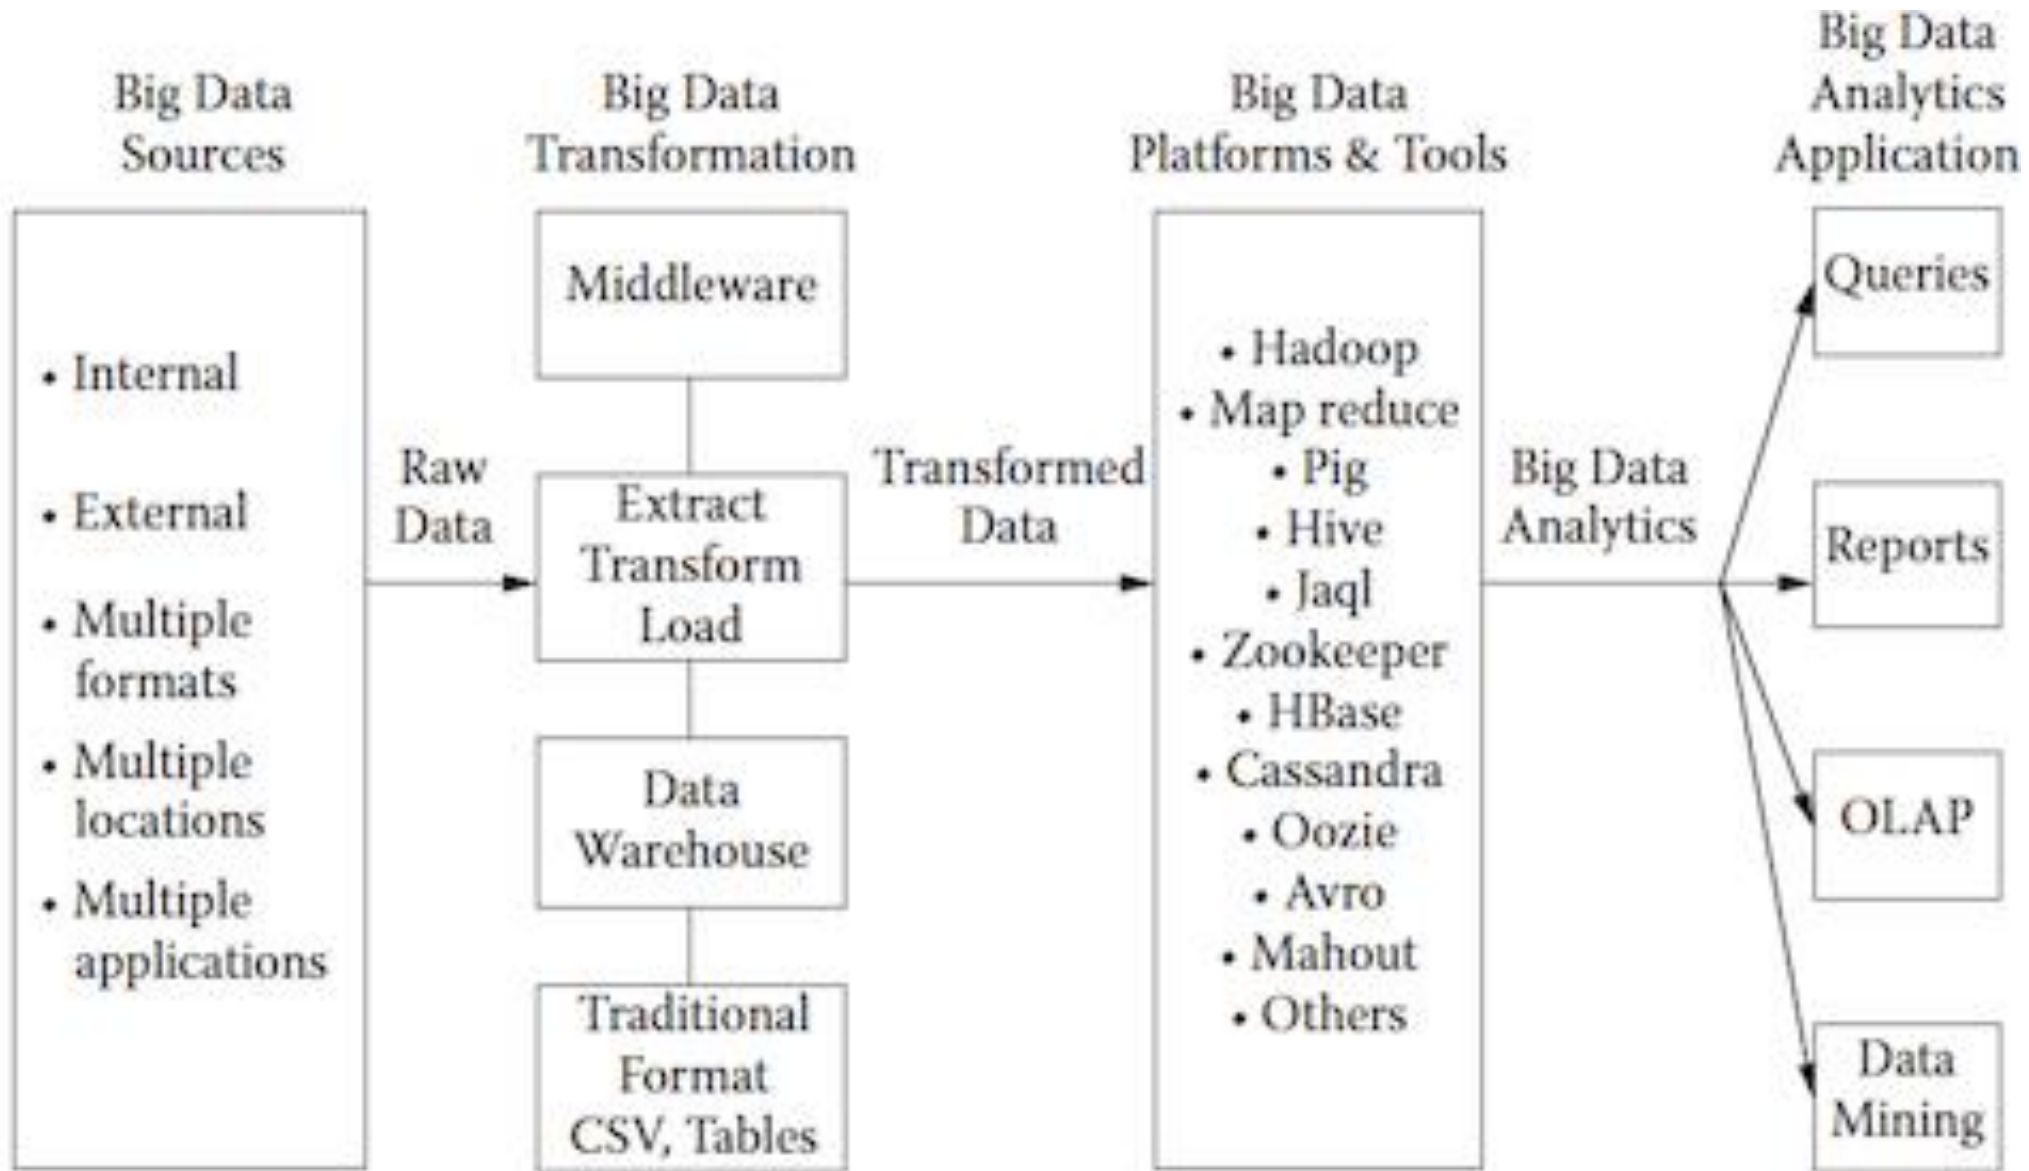 Big Data
Sources
• Internal
• External
• Multiple
formats
• Multiple
locations
• Multiple
applications
Raw
Data
Big Data
Transformation
Middleware
Extract
Transform
Load
Data
Warehouse
Traditional
Format
CSV, Tables
Transformed
Data
Big Data
Platforms & Tools
• Hadoop
• Map reduce
• Pig
• Hive
• Jaql
• Zookeeper
• HBase
• Cassandra
• Oozie
• Avro
• Mahout
• Others
Big Data
Analytics
Big Data
Analytics
Application
Queries
Reports
OLAP
Data
Mining